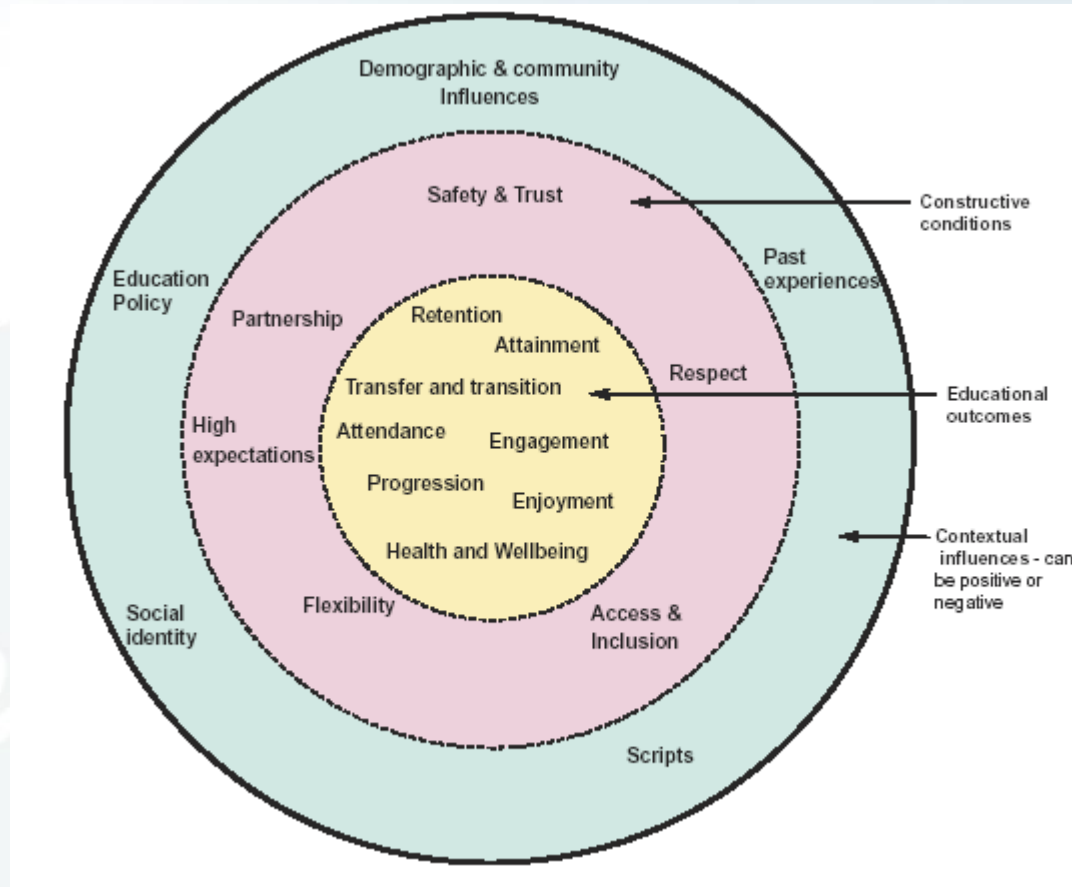 Demographic & community
Influences
Safety & Trust
Constructive
conditions
Past
experiences
Education
Policy
Partnership
Retention
Attainment
Respect
Transfer and transition
Educational
outcomes
High
expectations
Attendance
Engagement
Progression
Enjoyment
Health and Wellbeing
Contextual
influences - can
be positive or
negative
Flexibility
Access &
Inclusion
Social
identity
Scripts